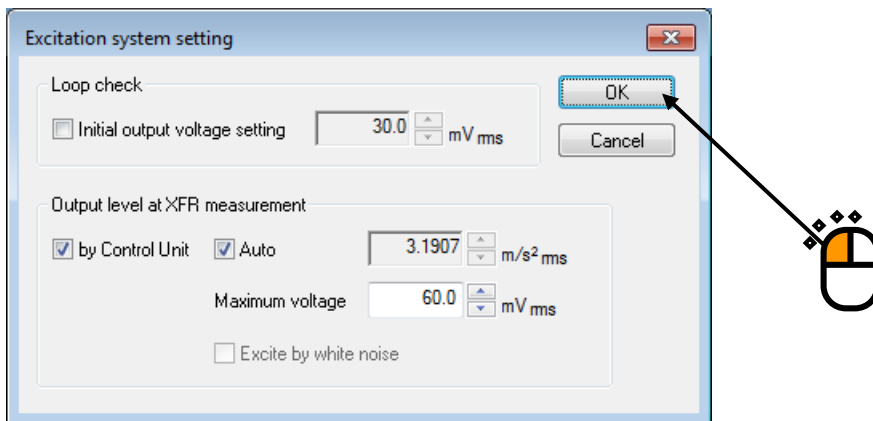 Excitation system setting
Loop check
OK
Initial output voltage setting 30.0 mV rms
Cancel
Output level at XFR measurement
by Control Unit Auto 3.1907 m/s² rms
Maximum voltage 60.0 mV rms
Excite by white noise